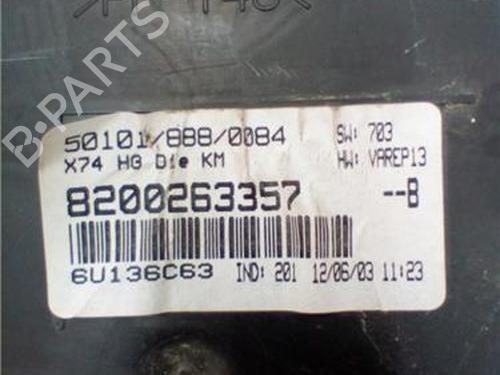 50101/888/0084 SW: 703
X74 HG Die KM HW: VAREP13
8200263357 --B
6U136C63 IND: 201 12/06/03 11:23
B-PARTS